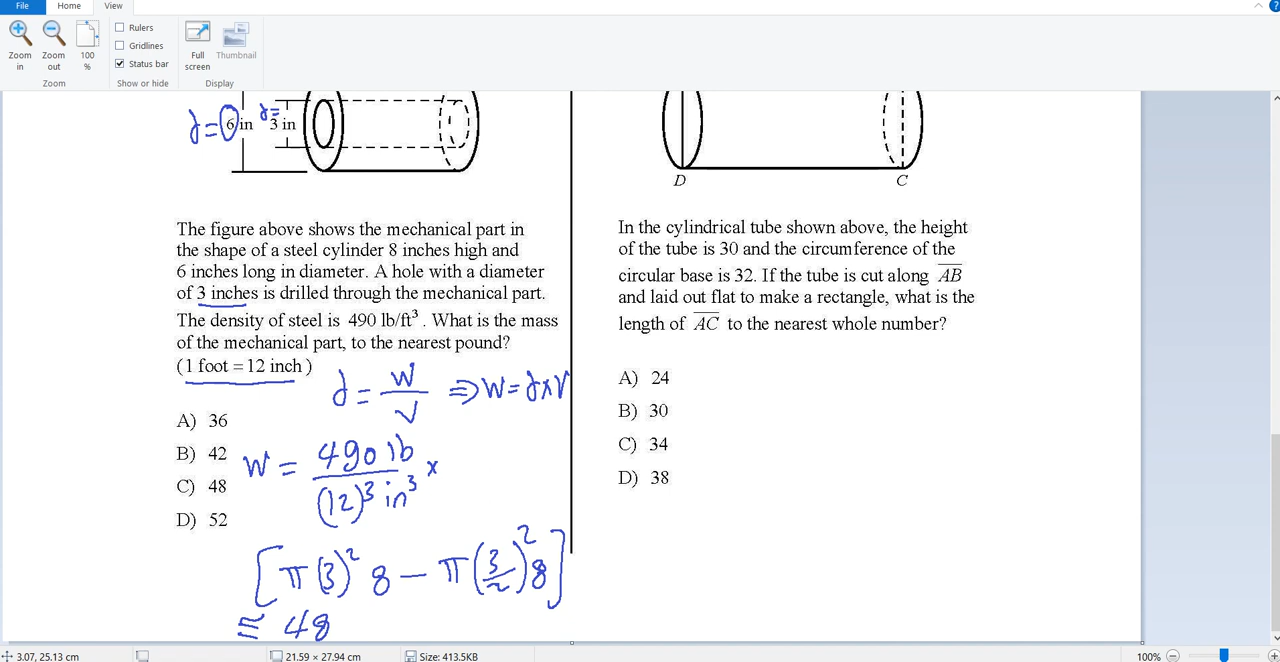 File Home View
Zoom in
Zoom out
100 %
Rulers
Gridlines
Status bar
Full screen
Thumbnail
Zoom Show or hide Display
d = 6 in d= 3 in
The figure above shows the mechanical part in
the shape of a steel cylinder 8 inches high and
6 inches long in diameter. A hole with a diameter
of 3 inches is drilled through the mechanical part.
The density of steel is 490 lb/ft³ . What is the mass
of the mechanical part, to the nearest pound?
(1 foot = 12 inch )
d = W/V ⇒ W = d×V
A) 36
B) 42
C) 48
D) 52
W = 490 lb/(12)³ in³ ×
[π(3)² 8 − π(3/2)² 8]
≅ 48
D C
In the cylindrical tube shown above, the height
of the tube is 30 and the circumference of the
circular base is 32. If the tube is cut along AB
and laid out flat to make a rectangle, what is the
length of AC to the nearest whole number?
A) 24
B) 30
C) 34
D) 38
3.07, 25.13 cm 21.59 × 27.94 cm Size: 413.5KB 100%